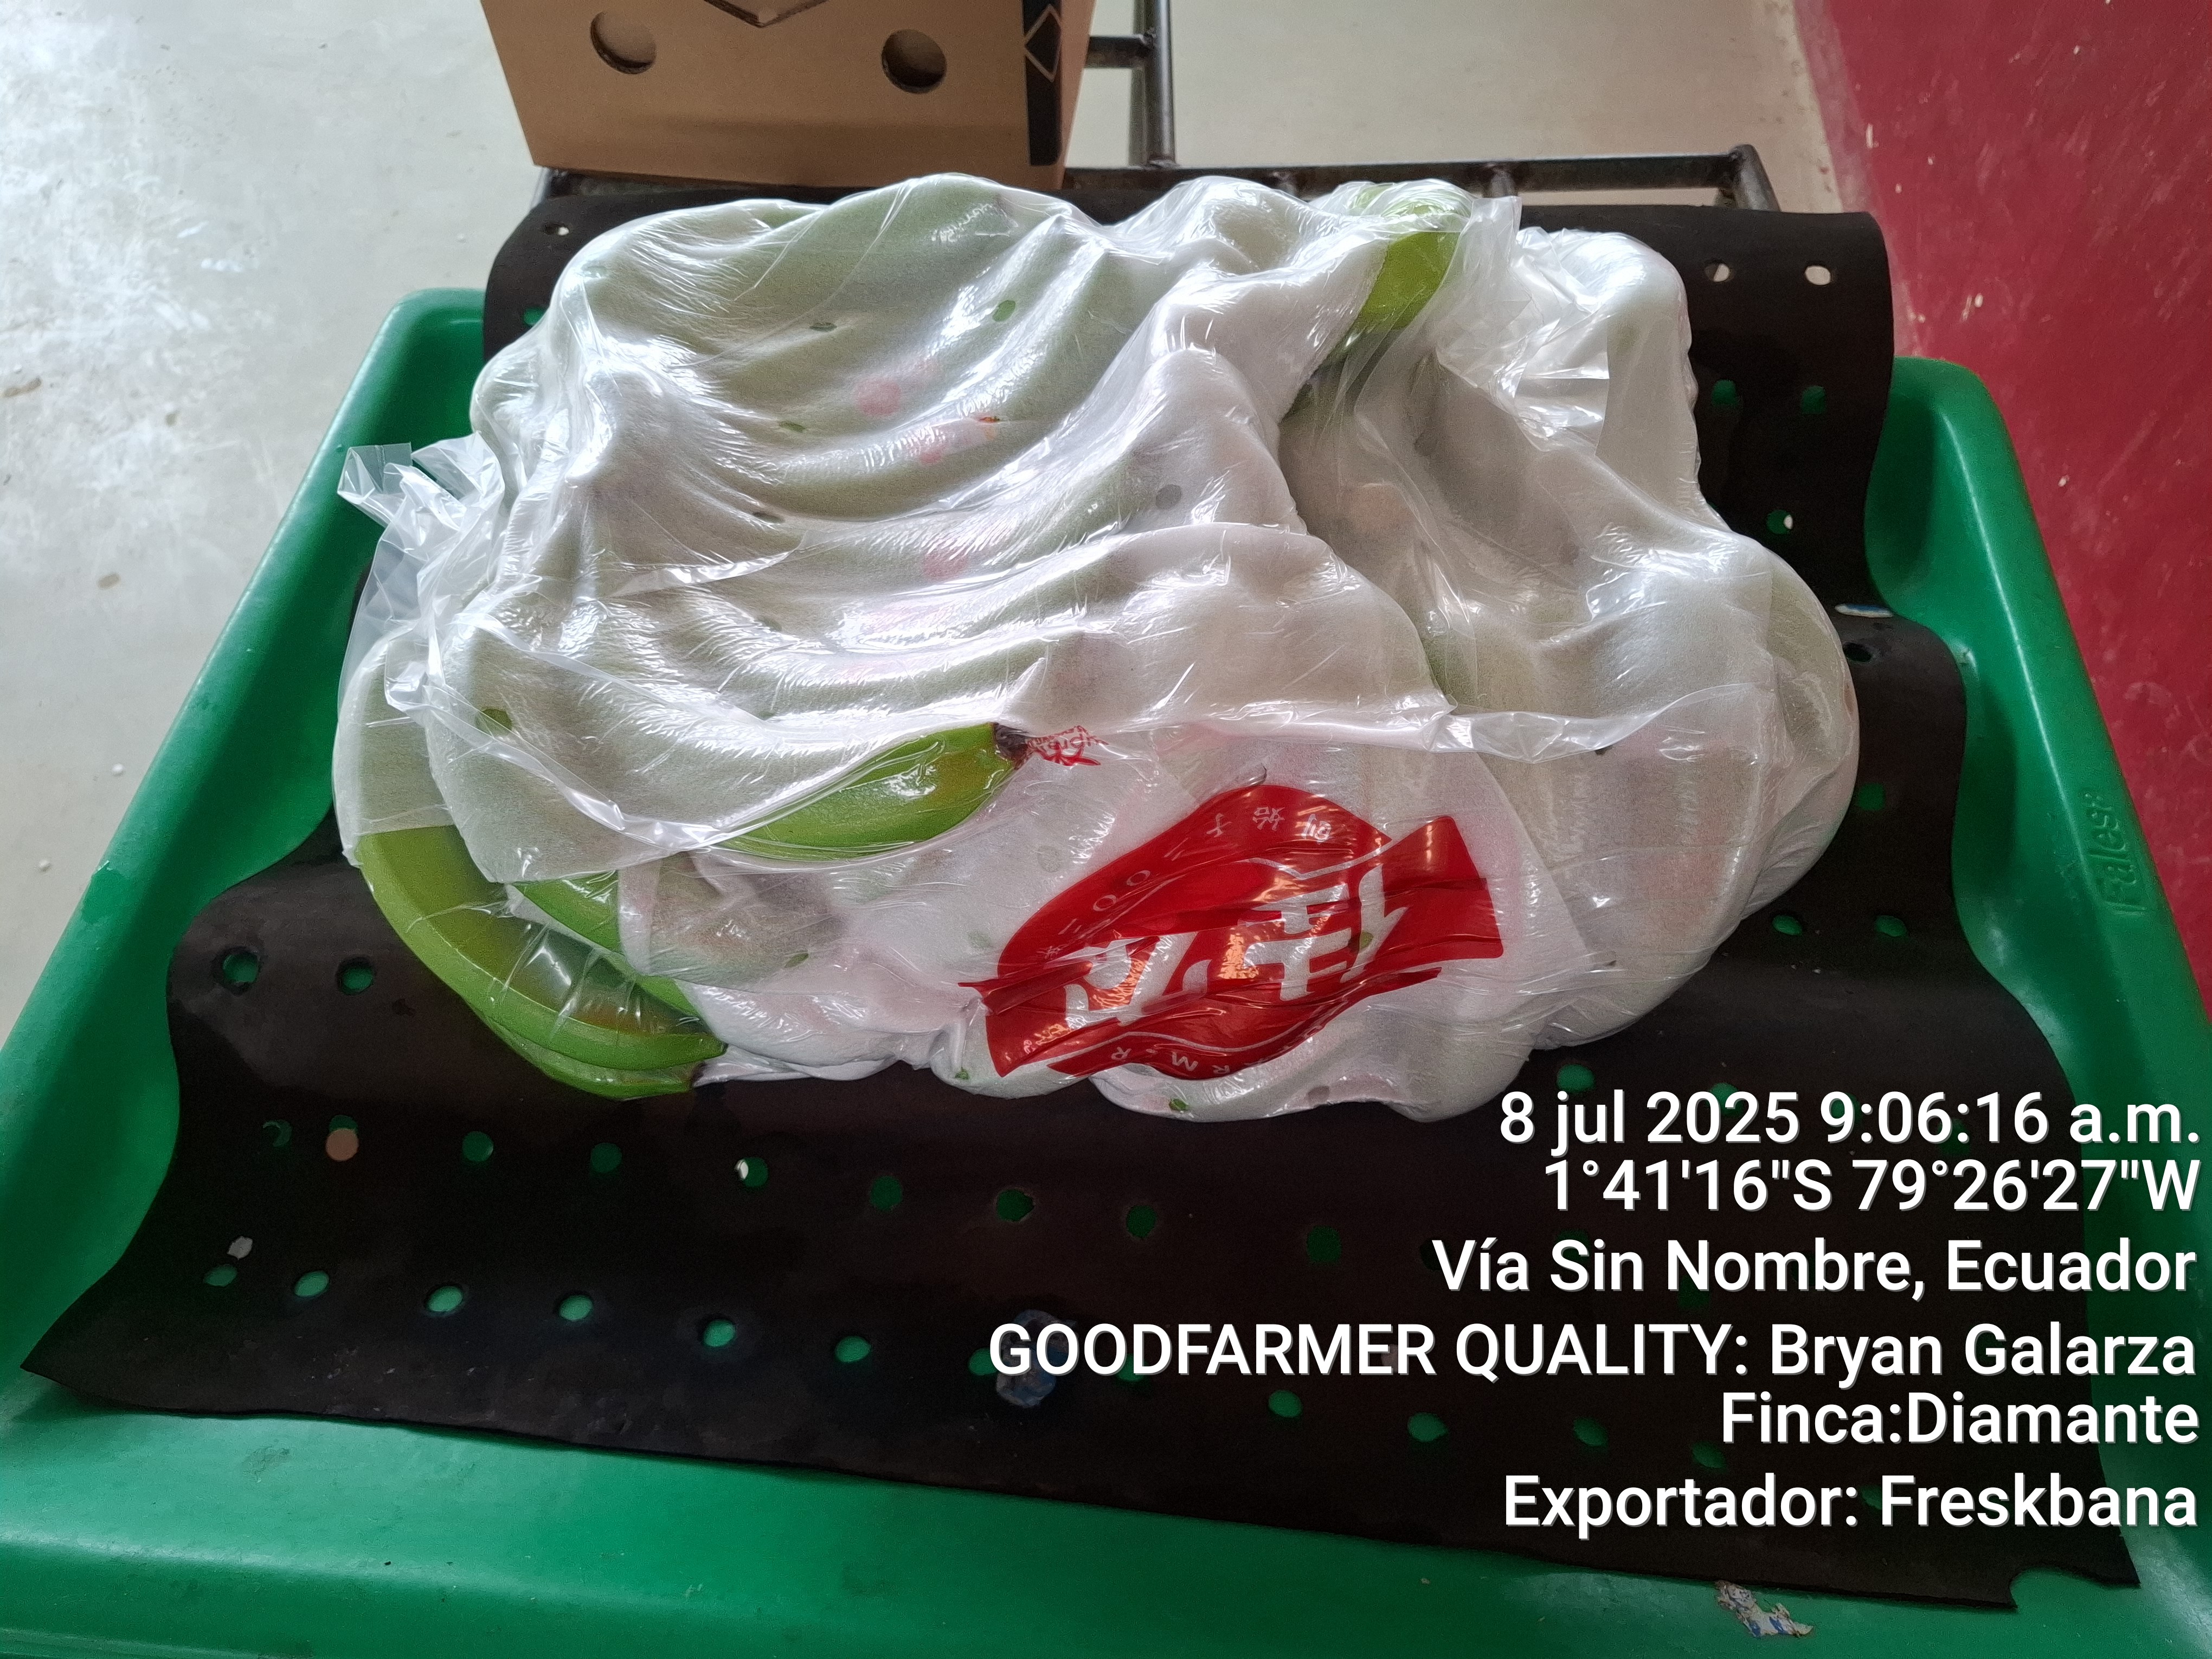 8 jul 2025 9:06:16 a.m.
1°41'16"S 79°26'27"W
Vía Sin Nombre, Ecuador
GOODFARMER QUALITY: Bryan Galarza
Finca:Diamante
Exportador: Freskbana
Faless